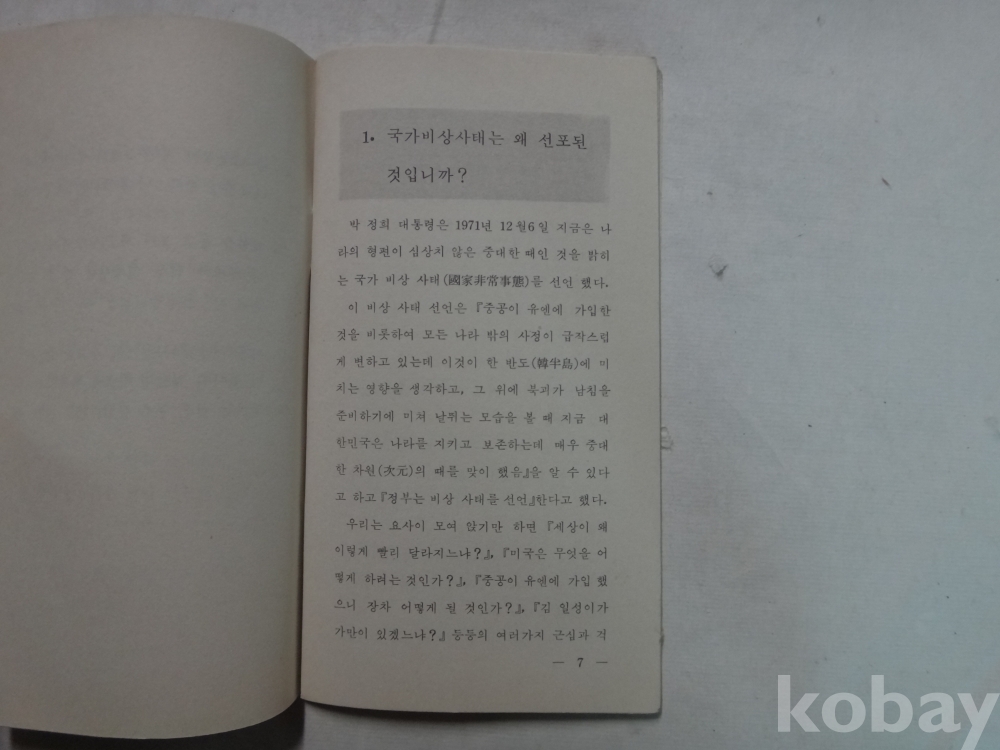 1. 국가비상사태는 왜 선포된
것입니까?
박 정희 대통령은 1971년 12월6일 지금은 나
라의 형편이 심상치 않은 중대한 때인 것을 밝히
는 국가 비상 사태(國家非常事態)를 선언 했다.
이 비상 사태 선언은 『중공이 유엔에 가입한
것을 비롯하여 모든 나라 밖의 사정이 급작스럽
게 변하고 있는데 이것이 한 반도(韓半島)에 미
치는 영향을 생각하고, 그 위에 북괴가 남침을
준비하기에 미쳐 날뛰는 모습을 볼 때 지금 대
한민국은 나라를 지키고 보존하는데 매우 중대
한 차원(次元)의 때를 맞이 했음』을 알 수 있다
고 하고 『정부는 비상 사태를 선언』한다고 했다.
우리는 요사이 모여 앉기만 하면 『세상이 왜
이렇게 빨리 달라지느냐?』, 『미국은 무엇을 어
떻게 하려는 것인가?』, 『중공이 유엔에 가입 했
으니 장차 어떻게 될 것인가?』, 『김 일성이가
가만이 있겠느냐?』 등등의 여러가지 근심과 걱
— 7 —
kobay